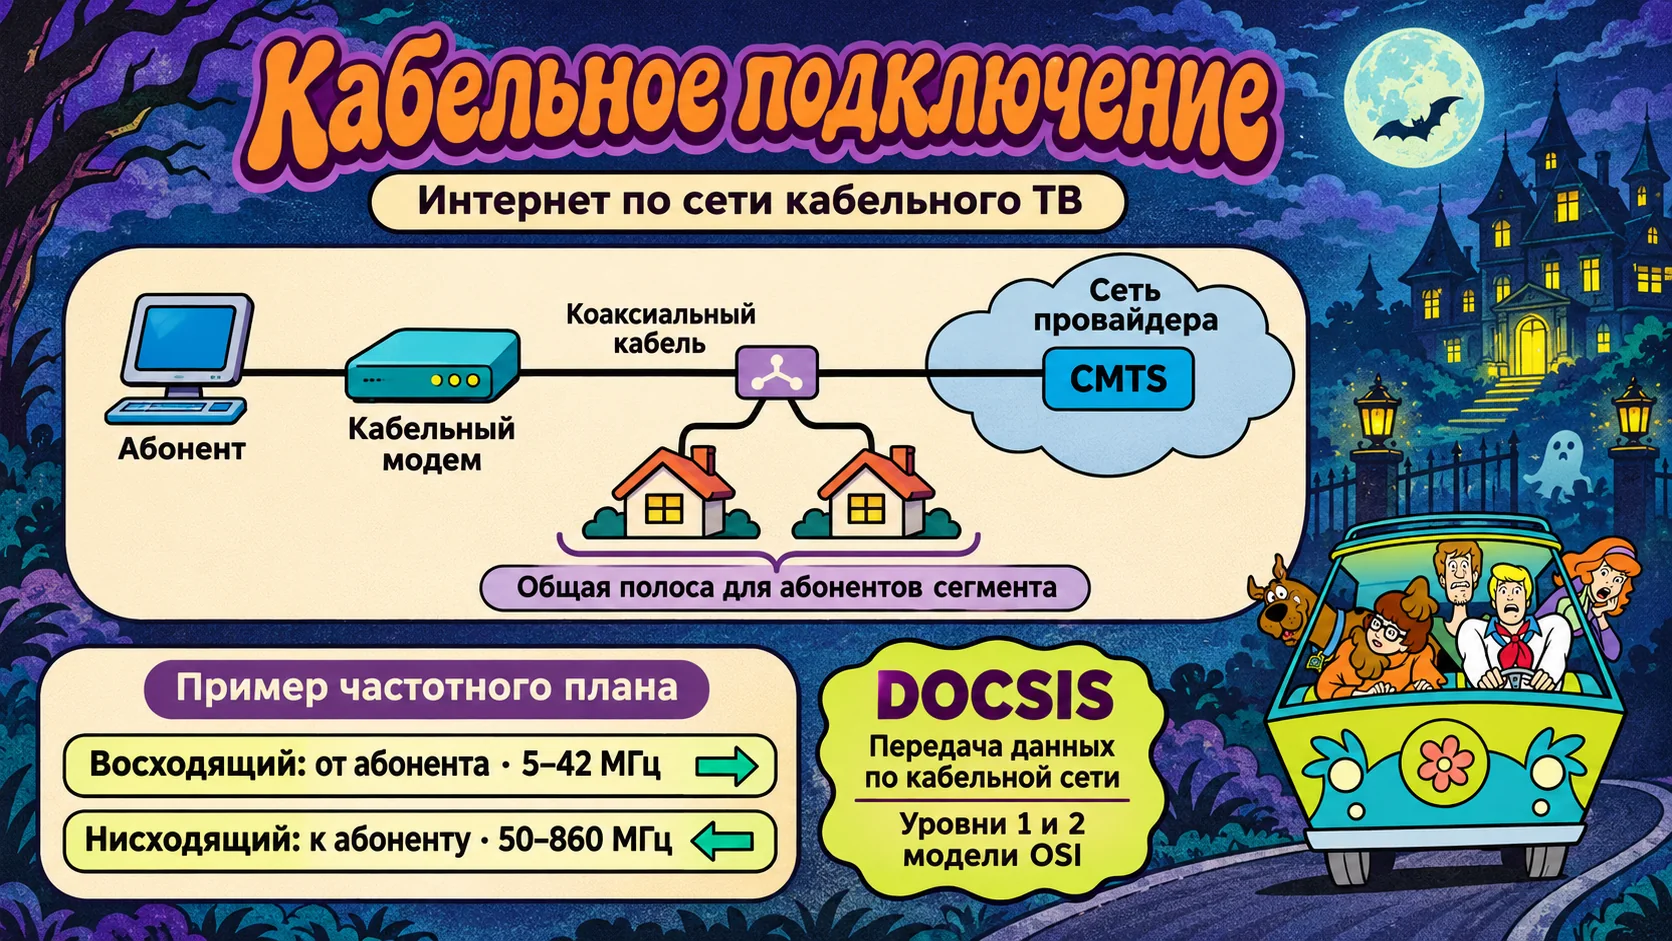 Кабельное подключение
Интернет по сети кабельного ТВ
Абонент
Кабельный
модем
Коаксиальный
кабель
Сеть
провайдера
CMTS
Общая полоса для абонентов сегмента
Пример частотного плана
Восходящий: от абонента · 5–42 МГц
Нисходящий: к абоненту · 50–860 МГц
DOCSIS
Передача данных
по кабельной сети
Уровни 1 и 2
модели OSI